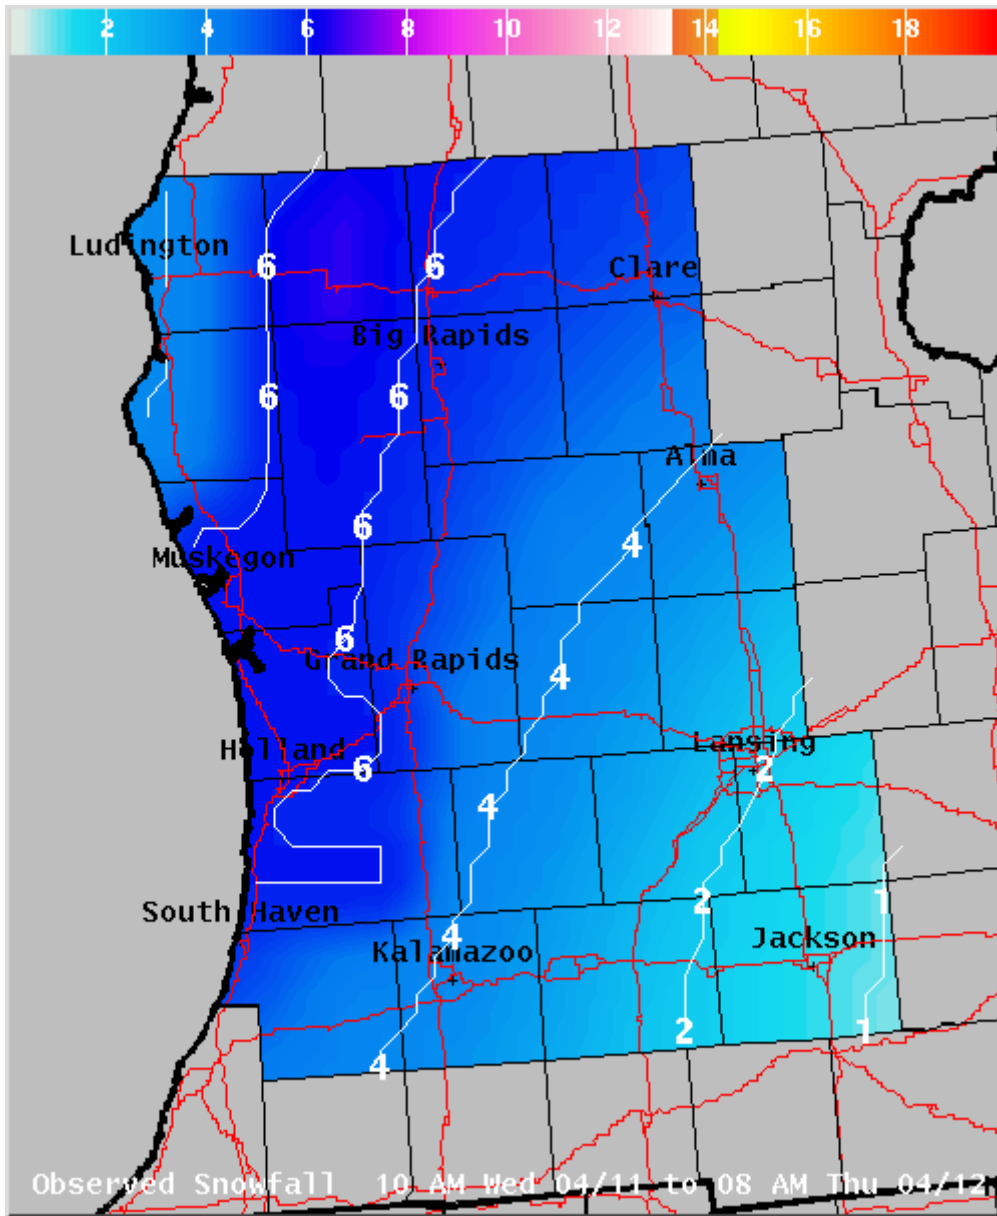 2 4 6 8 10 12 14 16 18
Ludington
6 6 Clare
Big Rapids
6 6
Alma
6 4
Muskegon
6
Grand Rapids
4
Holland Lansing
6 2
4
2 1
South Haven
4 Jackson
Kalamazoo
2 1
4
Observed Snowfall 10 AM Wed 04/11 to 08 AM Thu 04/12